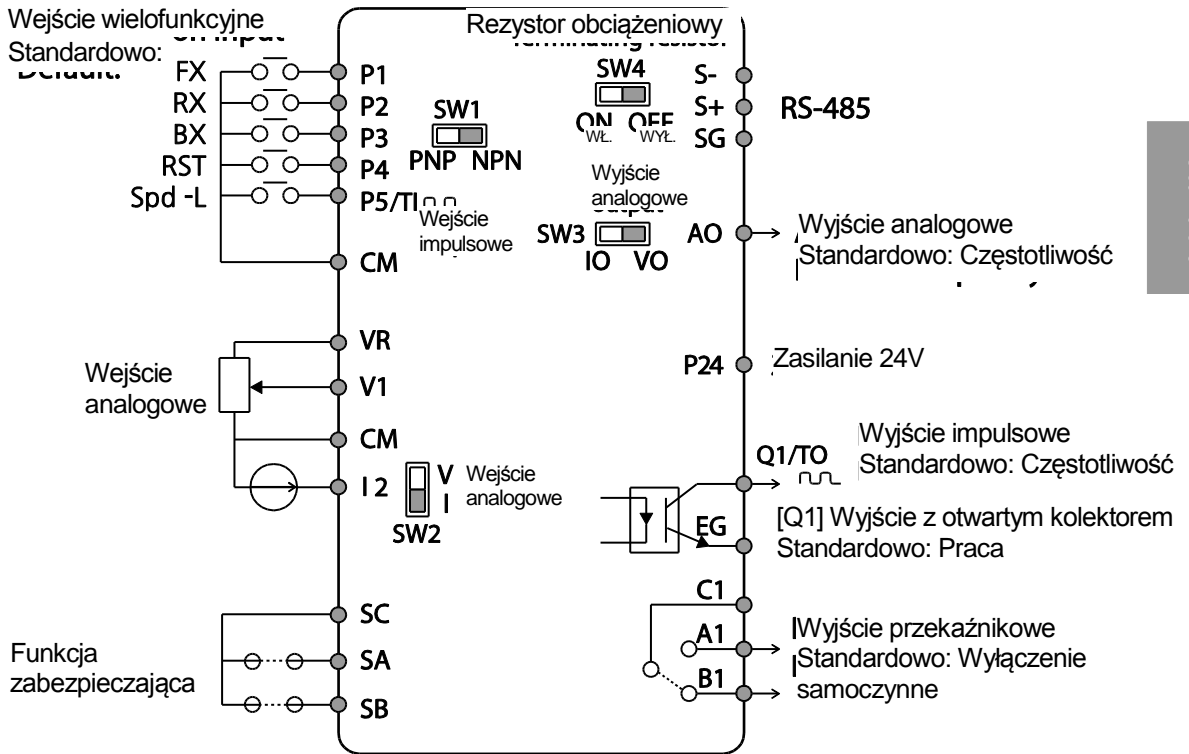 Wejście wielofunkcyjne
Standardowo:
Default:
FX
RX
BX
RST
Spd -L
P1
P2
P3
P4
P5/TI
CM
SW1
PNP NPN
Wejście
impulsowe
Rezystor obciążeniowy
Terminating resistor
SW4
ON OFF
WŁ. WYŁ.
S-
S+
SG
RS-485
Wyjście
analogowe
SW3
IO VO
AO
Wyjście analogowe
Standardowo: Częstotliwość
Wejście
analogowe
VR
V1
CM
I2
V
I
SW2
Wejście
analogowe
P24
Zasilanie 24V
Q1/TO
Wyjście impulsowe
Standardowo: Częstotliwość
EG
[Q1] Wyjście z otwartym kolektorem
Standardowo: Praca
Funkcja
zabezpieczająca
SC
SA
SB
C1
A1
B1
Wyjście przekaźnikowe
Standardowo: Wyłączenie
samoczynne